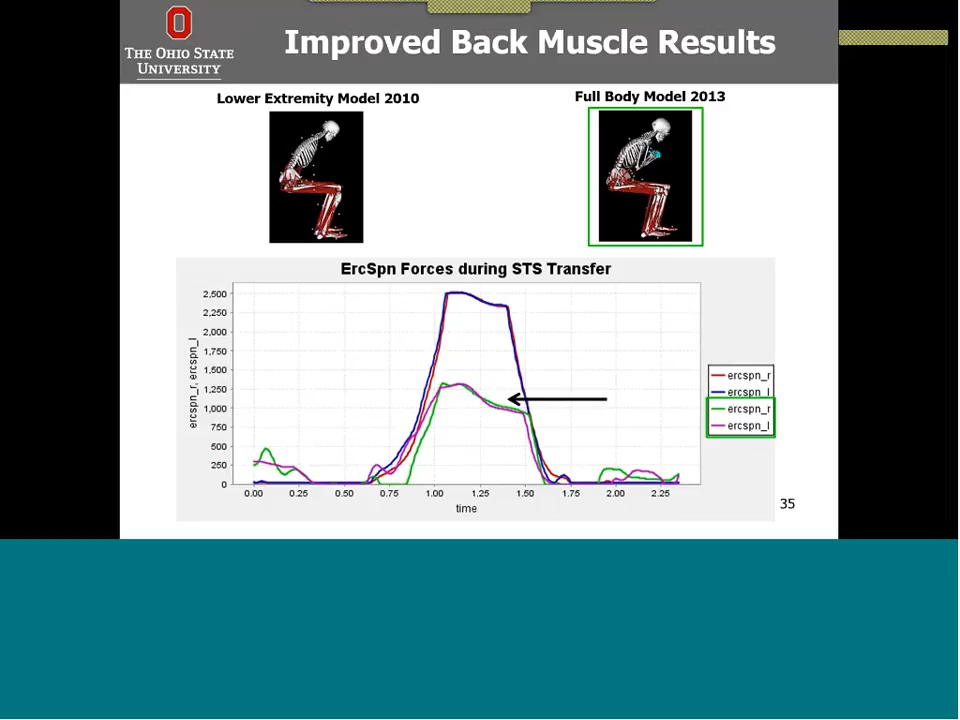 THE OHIO STATE
UNIVERSITY
Improved Back Muscle Results
Lower Extremity Model 2010
Full Body Model 2013
ErcSpn Forces during STS Transfer
ercspn_r, ercspn_l
2,500
2,250
2,000
1,750
1,500
1,250
1,000
750
500
250
0
0.00 0.25 0.50 0.75 1.00 1.25 1.50 1.75 2.00 2.25
time
ercspn_r
ercspn_l
ercspn_r
ercspn_l
35